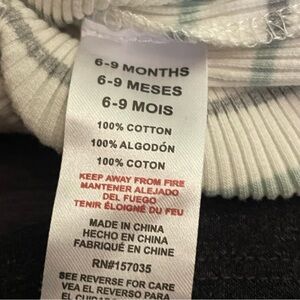 6-9 MONTHS
6-9 MESES
6-9 MOIS
100% COTTON
100% ALGODÓN
100% COTON
KEEP AWAY FROM FIRE
MANTENER ALEJADO
DEL FUEGO
TENIR ÉLOIGNÉ DU FEU
MADE IN CHINA
HECHO EN CHINA
FABRIQUÉ EN CHINE
RN#157035
SEE REVERSE FOR CARE
VEA EL REVERSO PARA
EL CUIDADO